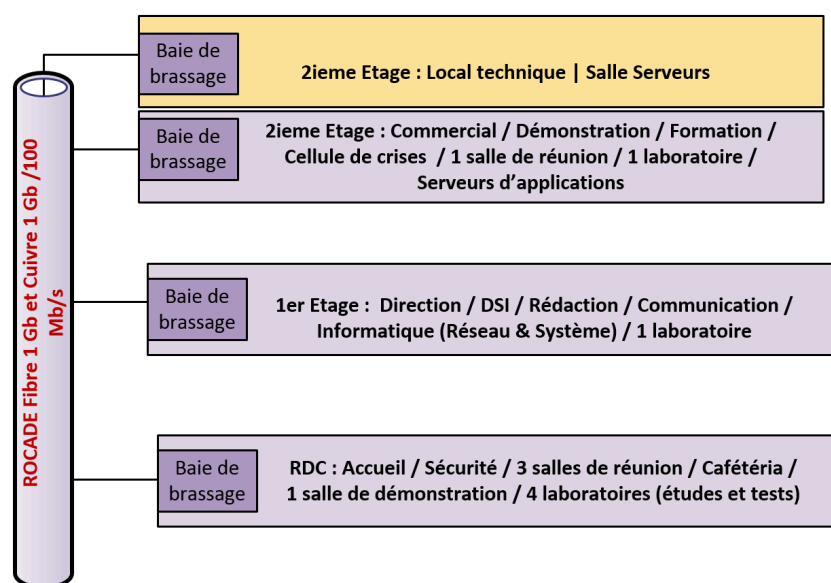 Baie de
brassage
2ieme Etage : Local technique | Salle Serveurs
Baie de
brassage
2ieme Etage : Commercial / Démonstration / Formation /
Cellule de crises / 1 salle de réunion / 1 laboratoire /
Serveurs d’applications
ROCADE Fibre 1 Gb et Cuivre 1 Gb /100
Mb/s
Baie de
brassage
1er Etage : Direction / DSI / Rédaction / Communication /
Informatique (Réseau & Système) / 1 laboratoire
Baie de
brassage
RDC : Accueil / Sécurité / 3 salles de réunion / Cafétéria /
1 salle de démonstration / 4 laboratoires (études et tests)